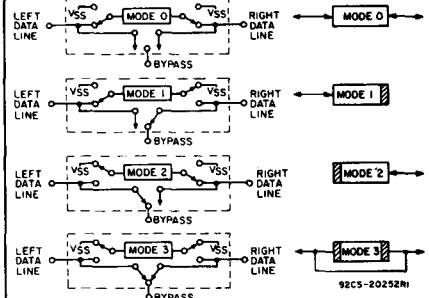 LEFT DATA LINE
VSS
MODE 0
VSS
RIGHT DATA LINE
BYPASS
MODE 0
LEFT DATA LINE
VSS
MODE 1
VSS
RIGHT DATA LINE
BYPASS
MODE 1
LEFT DATA LINE
VSS
MODE 2
VSS
RIGHT DATA LINE
BYPASS
MODE 2
LEFT DATA LINE
VSS
MODE 3
VSS
RIGHT DATA LINE
BYPASS
MODE 3
92CS-20252R1